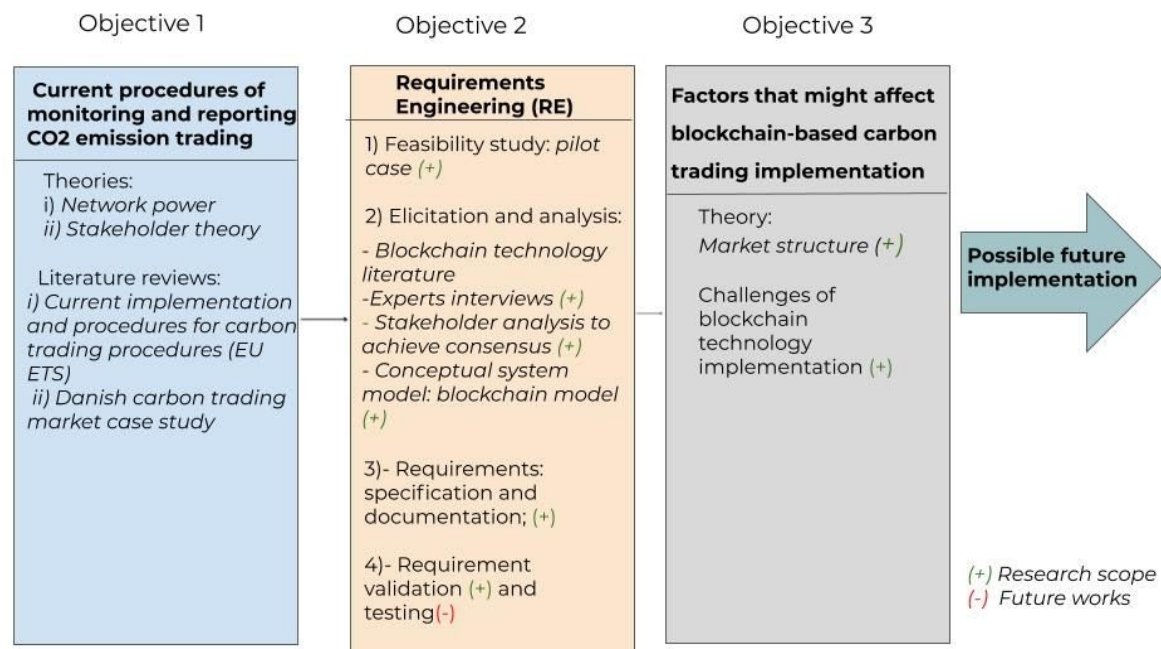 Objective 1
Current procedures of
monitoring and reporting
CO2 emission trading
Theories:
i) Network power
ii) Stakeholder theory
Literature reviews:
i) Current implementation
and procedures for carbon
trading procedures (EU
ETS)
ii) Danish carbon trading
market case study
Objective 2
Requirements
Engineering (RE)
1) Feasibility study: pilot
case (+)
2) Elicitation and analysis:
- Blockchain technology
literature
-Experts interviews (+)
- Stakeholder analysis to
achieve consensus (+)
- Conceptual system
model: blockchain model
(+)
3)- Requirements:
specification and
documentation; (+)
4)- Requirement
validation (+) and
testing(-)
Objective 3
Factors that might affect
blockchain-based carbon
trading implementation
Theory:
Market structure (+)
Challenges of
blockchain
technology
implementation (+)
Possible future
implementation
(+) Research scope
(-) Future works